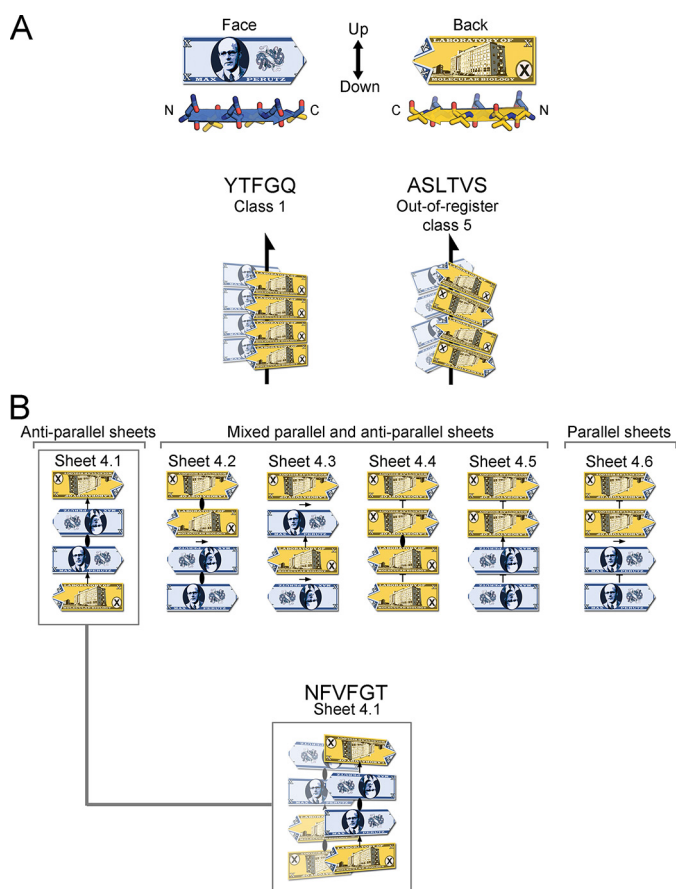 A
Face
Up
Down
Back
MAX PERUTZ
LABORATORY OF
MOLECULAR BIOLOGY
X
N
C
C
N
YTFGQ
Class 1
ASLTVS
Out-of-register
class 5
B
Anti-parallel sheets
Mixed parallel and anti-parallel sheets
Parallel sheets
Sheet 4.1
Sheet 4.2
Sheet 4.3
Sheet 4.4
Sheet 4.5
Sheet 4.6
NFVFGT
Sheet 4.1